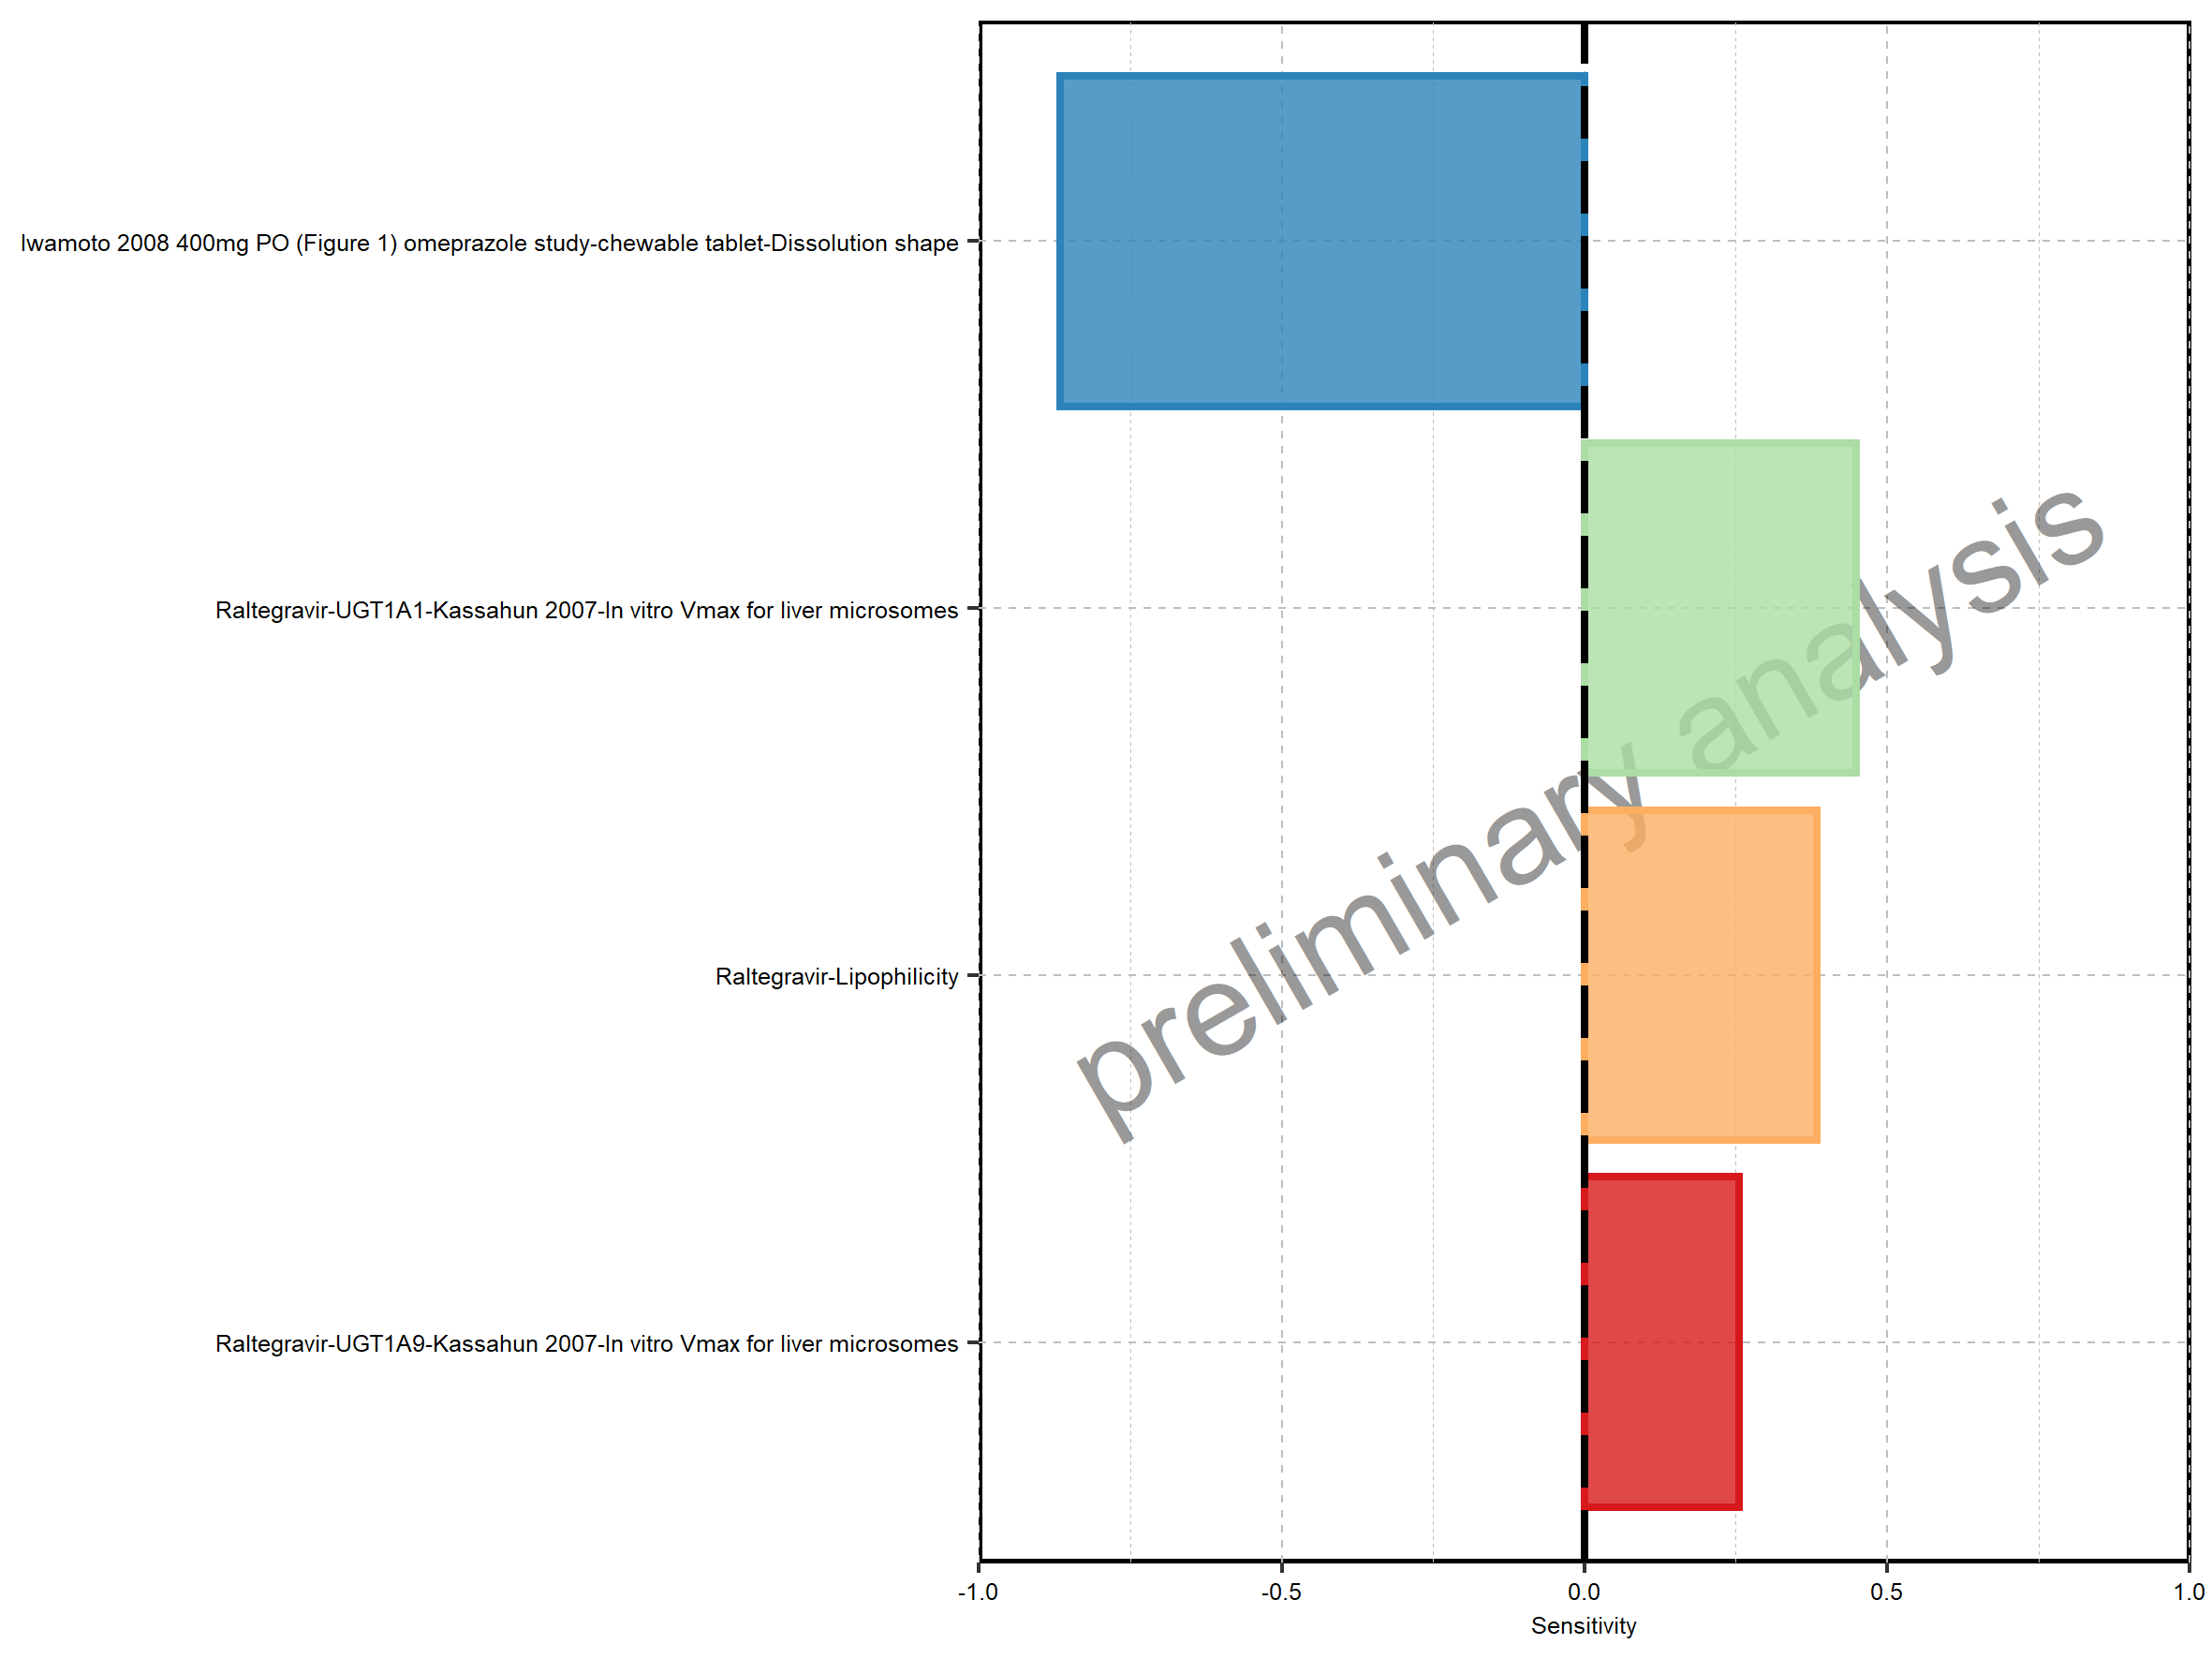 Iwamoto 2008 400mg PO (Figure 1) omeprazole study-chewable tablet-Dissolution shape
Raltegravir-UGT1A1-Kassahun 2007-In vitro Vmax for liver microsomes
Raltegravir-Lipophilicity
Raltegravir-UGT1A9-Kassahun 2007-In vitro Vmax for liver microsomes
preliminary analysis
-1.0 -0.5 0.0 0.5 1.0
Sensitivity